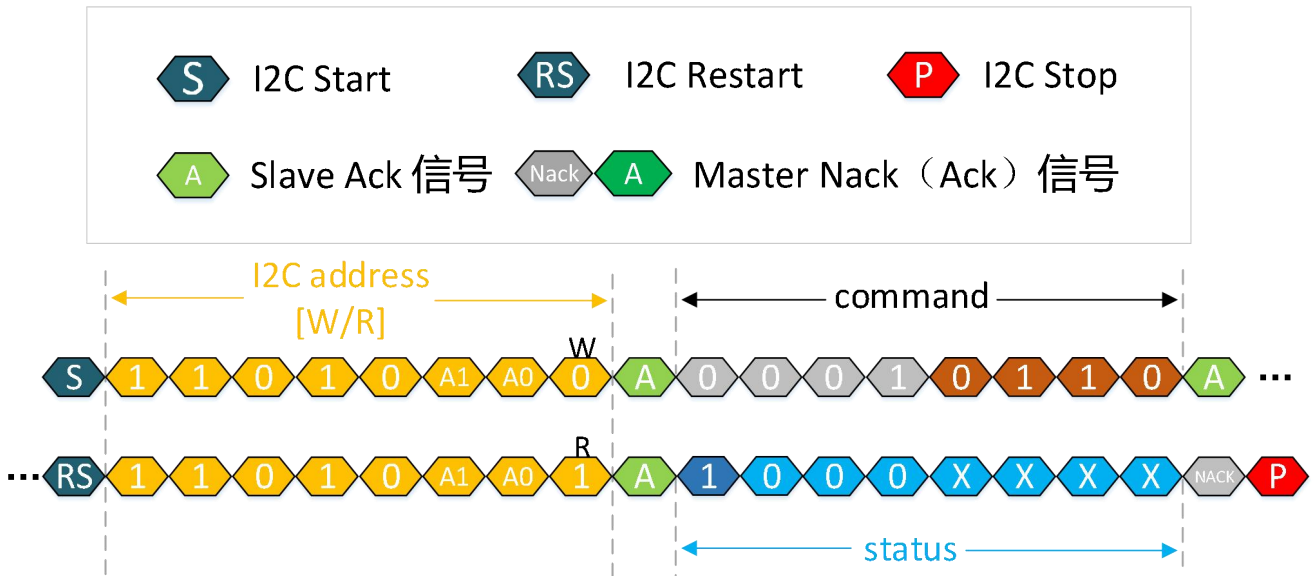 S I2C Start RS I2C Restart P I2C Stop
A Slave Ack 信号 Nack A Master Nack（Ack）信号
I2C address
[W/R]
command
W
S 1 1 0 1 0 A1 A0 0 A 0 0 0 1 0 1 1 0 A ...
R
... RS 1 1 0 1 0 A1 A0 1 A 1 0 0 0 X X X X NACK P
status